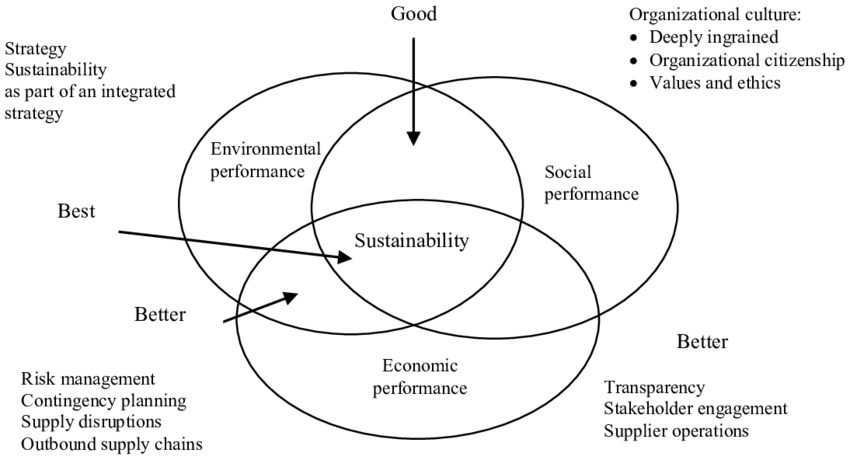 Good
Organizational culture:
• Deeply ingrained
• Organizational citizenship
• Values and ethics
Strategy
Sustainability
as part of an integrated
strategy
Environmental
performance
Social
performance
Best
Sustainability
Better
Better
Economic
performance
Risk management
Contingency planning
Supply disruptions
Outbound supply chains
Transparency
Stakeholder engagement
Supplier operations